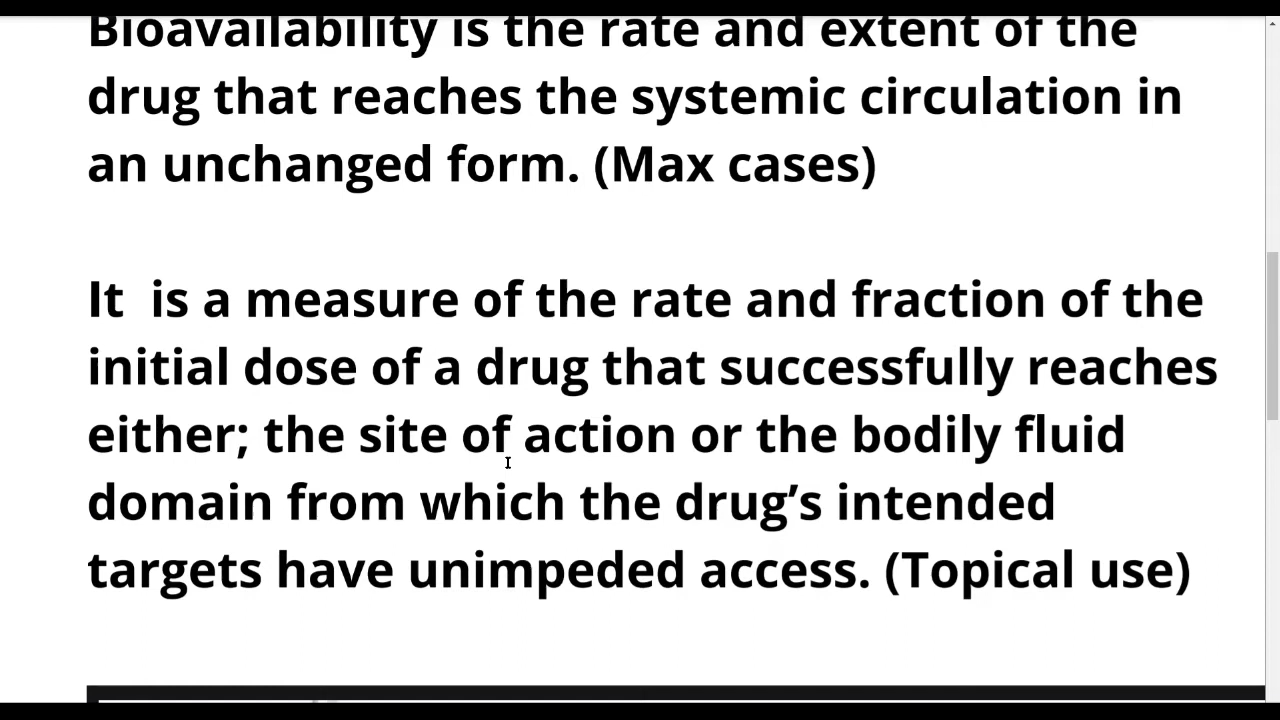 Bioavailability is the rate and extent of the
drug that reaches the systemic circulation in
an unchanged form. (Max cases)
It is a measure of the rate and fraction of the
initial dose of a drug that successfully reaches
either; the site of action or the bodily fluid
domain from which the drug’s intended
targets have unimpeded access. (Topical use)